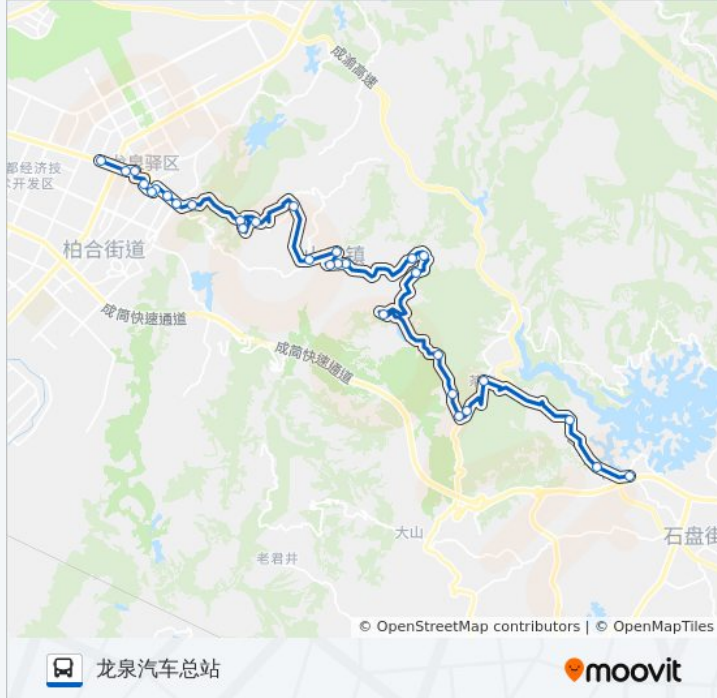 成渝高速
龙泉驿区
都经济技
开发区
柏合街道
镇
成简快速通道
成简快速通道
大山
老君井
石盘街
© OpenStreetMap contributors | © OpenMapTiles
龙泉汽车总站
moovit